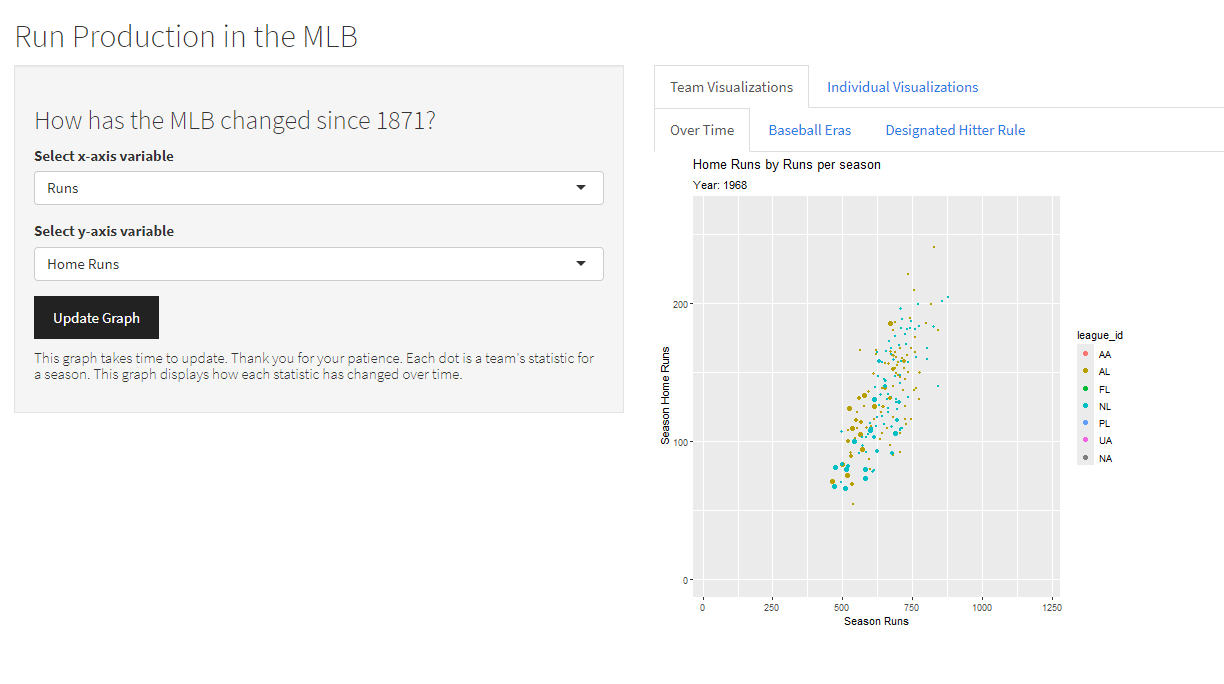 Run Production in the MLB
How has the MLB changed since 1871?
Select x-axis variable
Runs
Select y-axis variable
Home Runs
Update Graph
This graph takes time to update. Thank you for your patience. Each dot is a team's statistic for
a season. This graph displays how each statistic has changed over time.
Team Visualizations Individual Visualizations
Over Time Baseball Eras Designated Hitter Rule
Home Runs by Runs per season
Year: 1968
Season Home Runs
200
100
0
0 250 500 750 1000 1250
Season Runs
league_id
AA
AL
FL
NL
PL
UA
NA